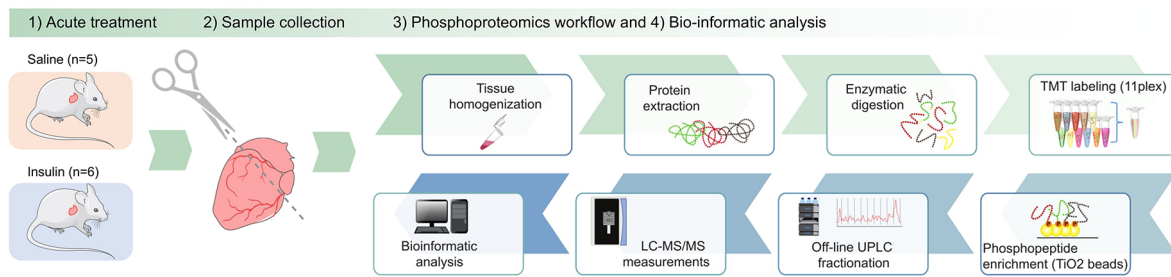 1) Acute treatment
2) Sample collection
3) Phosphoproteomics workflow and 4) Bio-informatic analysis
Saline (n=5)
Insulin (n=6)
Tissue
homogenization
Protein
extraction
Enzymatic
digestion
TMT labeling (11plex)
Phosphopeptide
enrichment (TiO2 beads)
Off-line UPLC
fractionation
LC-MS/MS
measurements
Bioinformatic
analysis